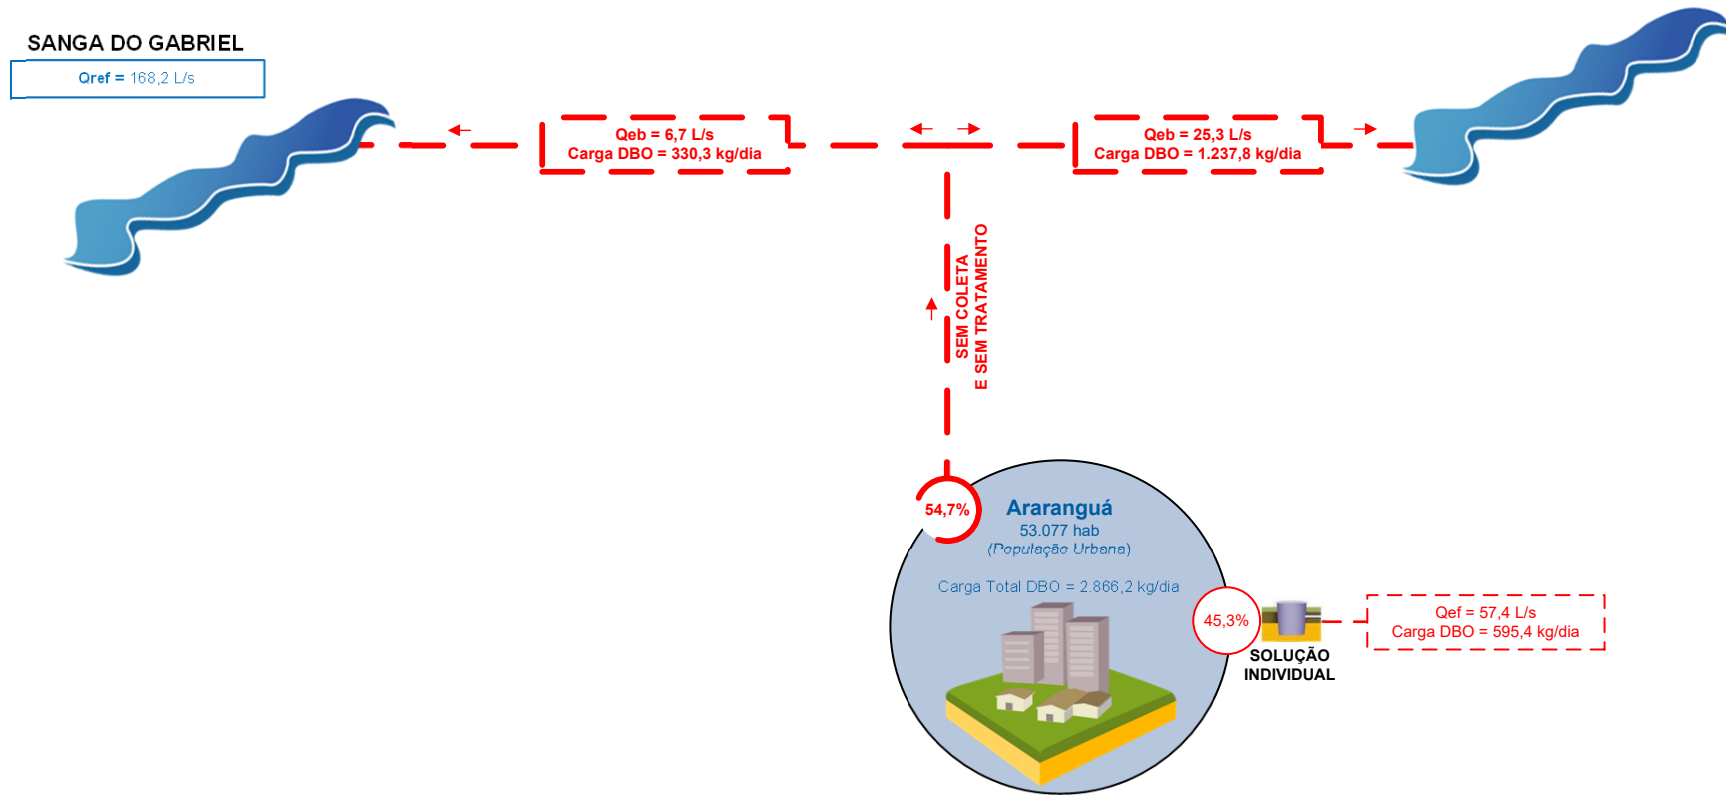 SANGA DO GABRIEL
Qref = 168,2 L/s
Qeb = 6,7 L/s
Carga DBO = 330,3 kg/dia
Qeb = 25,3 L/s
Carga DBO = 1.237,8 kg/dia
SEM COLETA
E SEM TRATAMENTO
54,7%
Araranguá
53.077 hab
(População Urbana)
Carga Total DBO = 2.866,2 kg/dia
45,3%
SOLUÇÃO
INDIVIDUAL
Qef = 57,4 L/s
Carga DBO = 595,4 kg/dia